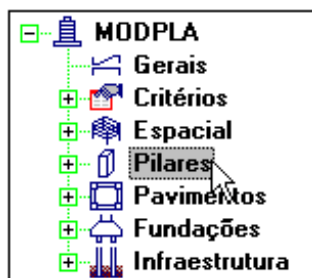 MODPLA
Gerais
Critérios
Espacial
Pilares
Pavimentos
Fundações
Infraestrutura